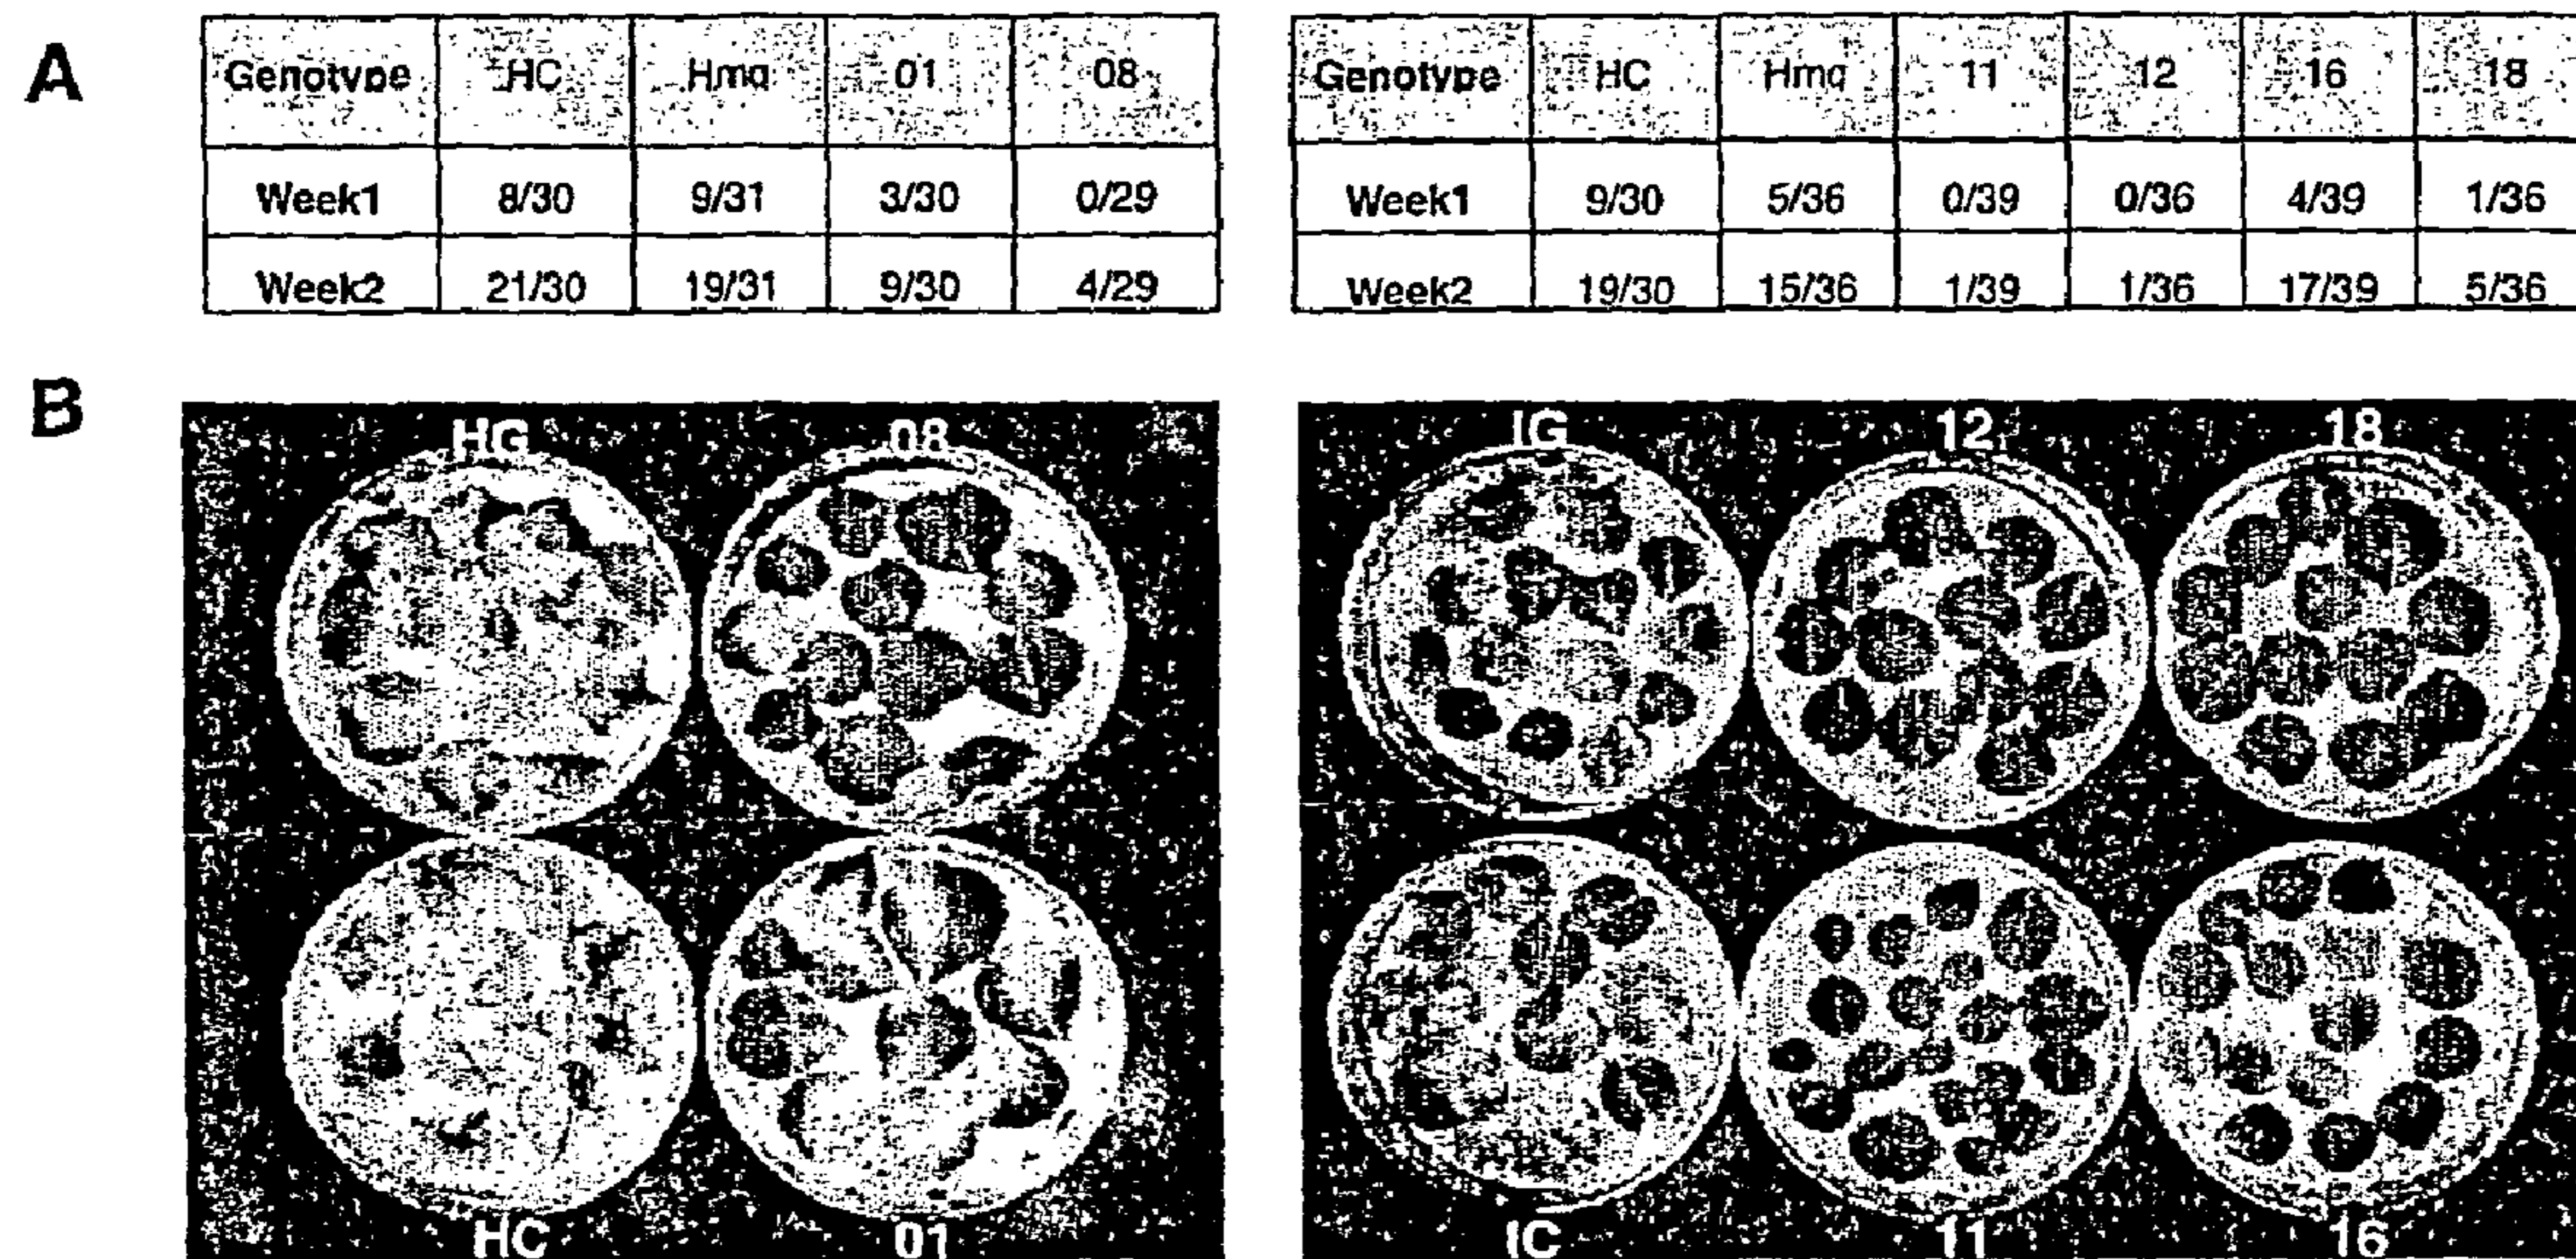 A
Genotype HC Hmq 01 08
Week1 8/30 9/31 3/30 0/29
Week2 21/30 19/31 9/30 4/29
Genotype HC Hmq 11 12 16 18
Week1 9/30 5/36 0/39 0/36 4/39 1/36
Week2 19/30 15/36 1/39 1/36 17/39 5/36
B
HG 08
HC 01
IG 12 18
IC 11 16